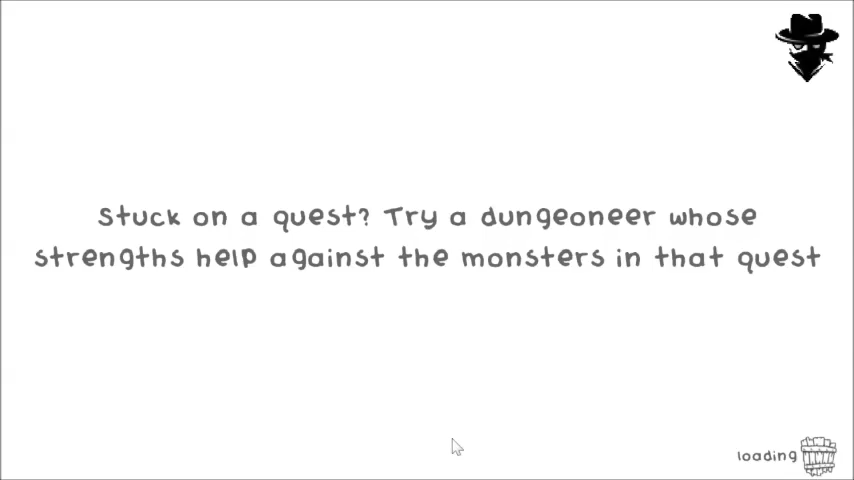 Stuck on a quest? Try a dungeoneer whose
strengths help against the monsters in that quest
loading